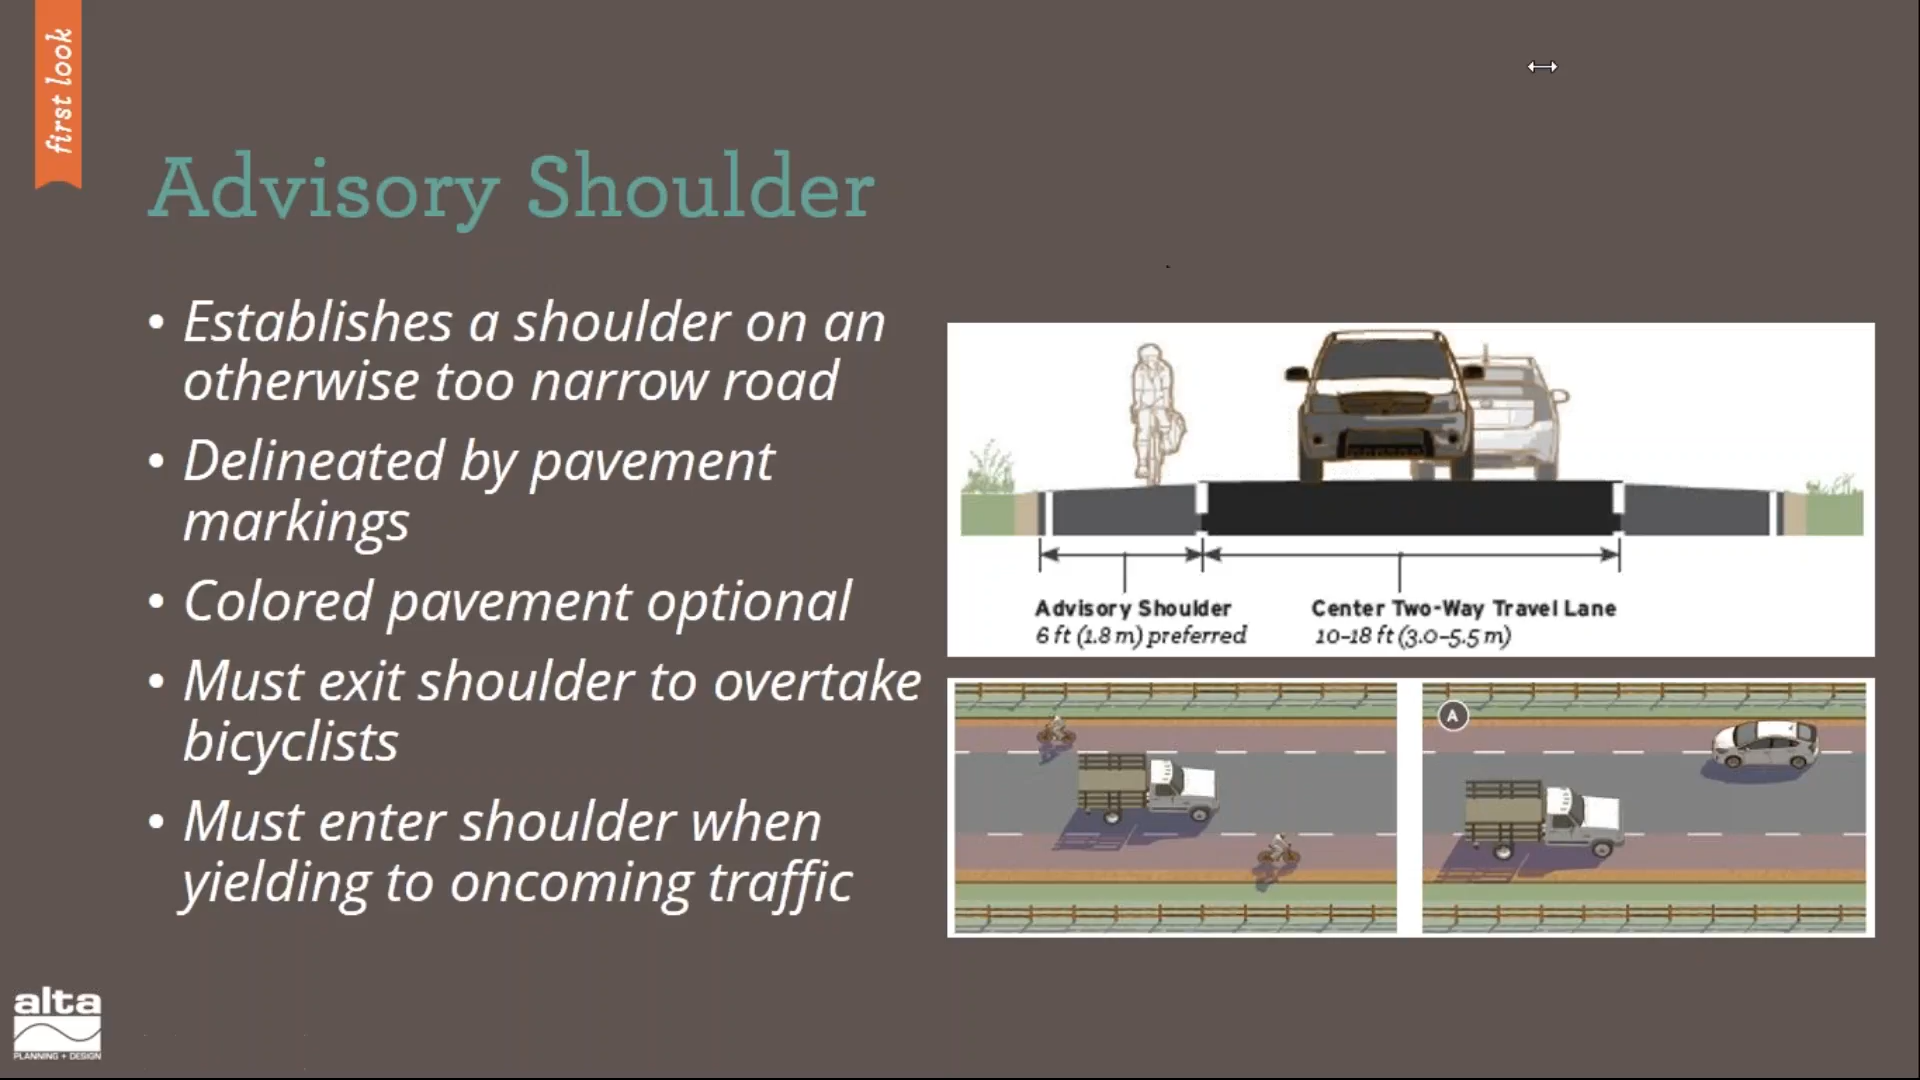 first look
Advisory Shoulder
• Establishes a shoulder on an
otherwise too narrow road
• Delineated by pavement
markings
• Colored pavement optional
• Must exit shoulder to overtake
bicyclists
• Must enter shoulder when
yielding to oncoming traffic
Advisory Shoulder
6 ft (1.8 m) preferred
Center Two-Way Travel Lane
10-18 ft (3.0-5.5 m)
A
alta
PLANNING + DESIGN